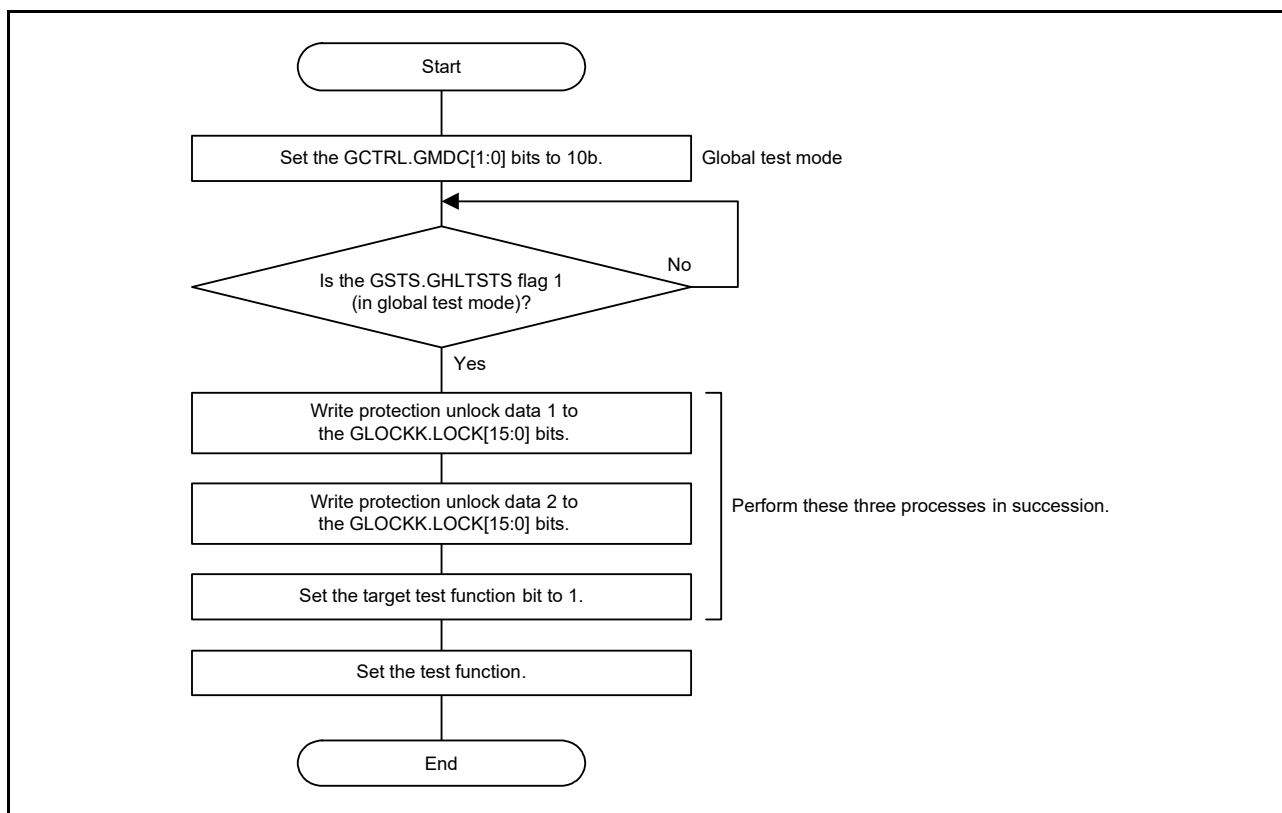 Start
Set the GCTRL.GMDC[1:0] bits to 10b.
Global test mode
Is the GSTS.GHLTSTS flag 1
(in global test mode)?
No
Yes
Write protection unlock data 1 to
the GLOCKK.LOCK[15:0] bits.
Write protection unlock data 2 to
the GLOCKK.LOCK[15:0] bits.
Perform these three processes in succession.
Set the target test function bit to 1.
Set the test function.
End